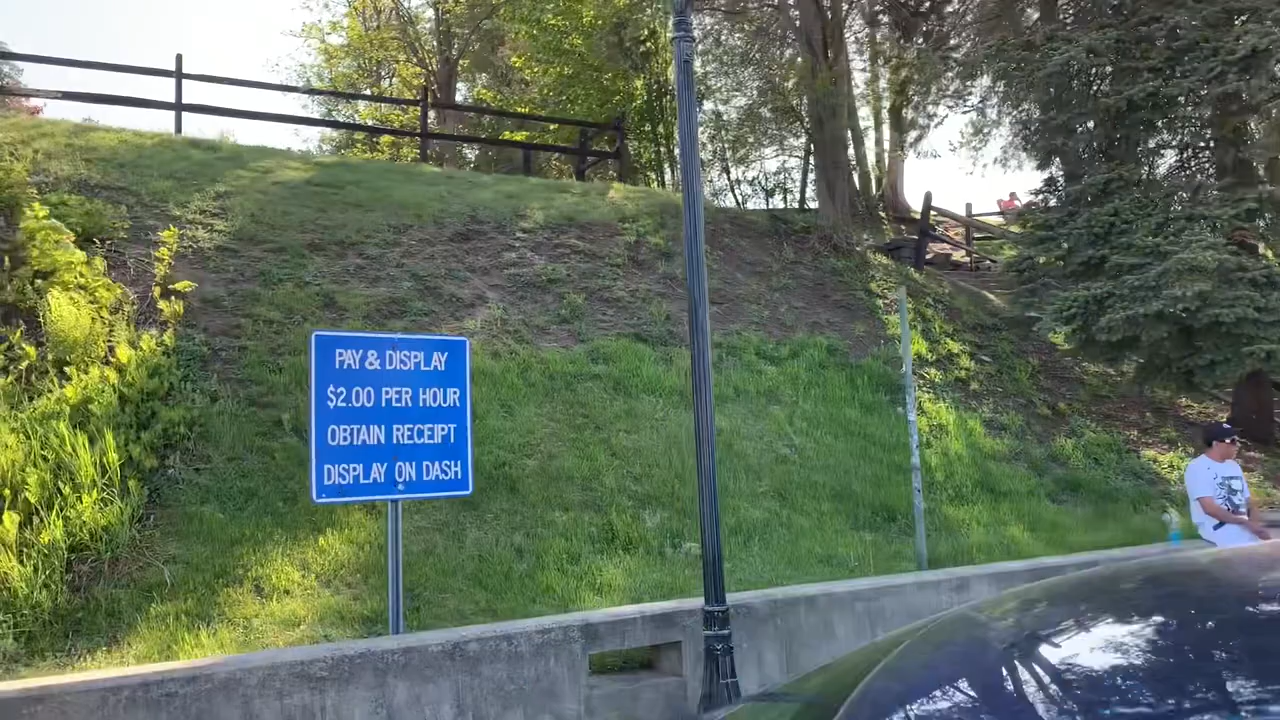 PAY & DISPLAY
$2.00 PER HOUR
OBTAIN RECEIPT
DISPLAY ON DASH